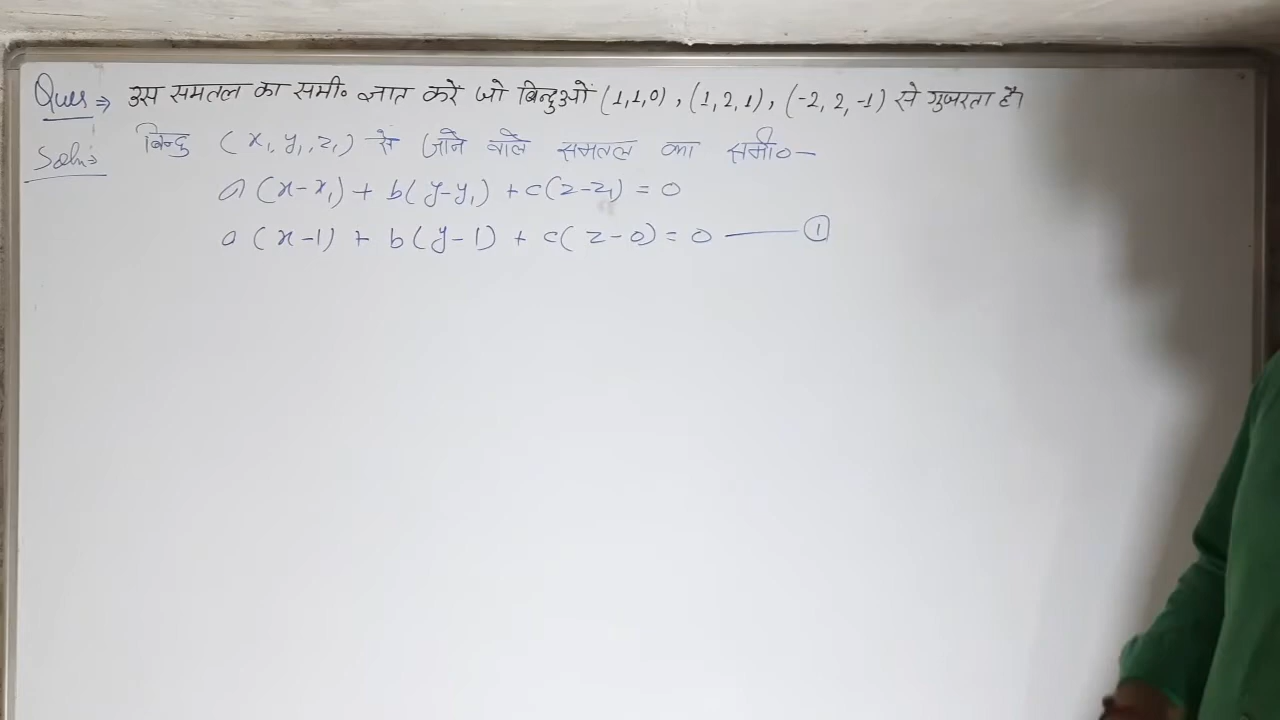 Ques ⇒ उस समतल का समी० ज्ञात करें जो बिन्दुओं (1,1,0), (1,2,1), (-2,2,-1) से गुजरता है।
Soln ⇒ बिन्दु (x₁, y₁, z₁) से जाने वाले समतल का समी० –
a(x-x₁) + b(y-y₁) + c(z-z₁) = 0
a(x-1) + b(y-1) + c(z-0) = 0 —— ①